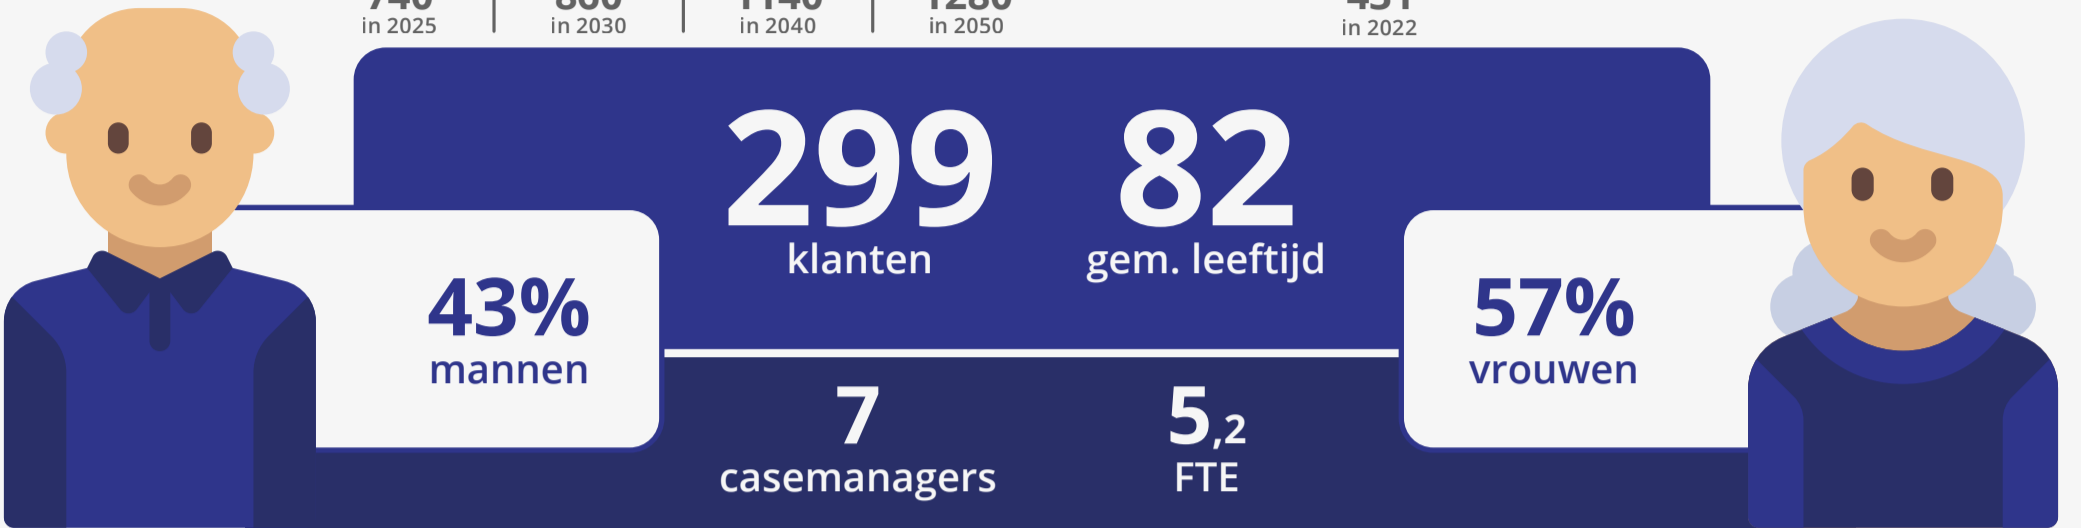 in 2025
in 2030
in 2040
in 2050
in 2022
299
klanten
82
gem. leeftijd
43%
mannen
57%
vrouwen
7
casemanagers
5,2
FTE